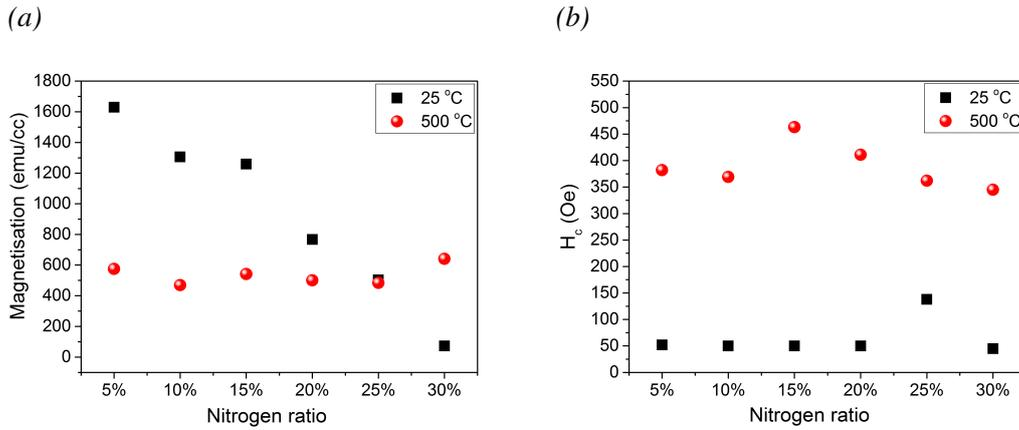 (a)
1800
1600
1400
1200
1000
800
600
400
200
0
Magnetisation (emu/cc)
25 °C
500 °C
5% 10% 15% 20% 25% 30%
Nitrogen ratio
(b)
550
500
450
400
350
300
250
200
150
100
50
0
H_c (Oe)
25 °C
500 °C
5% 10% 15% 20% 25% 30%
Nitrogen ratio